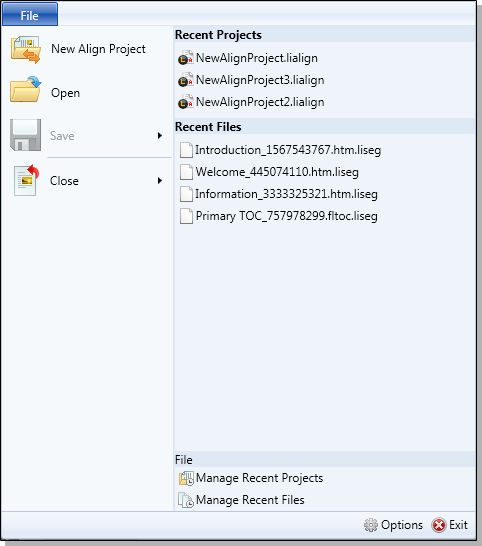 File
New Align Project
Open
Save
Close
Recent Projects
NewAlignProject.lialign
NewAlignProject3.lialign
NewAlignProject2.lialign
Recent Files
Introduction_1567543767.htm.liseg
Welcome_445074110.htm.liseg
Information_3333325321.htm.liseg
Primary TOC_757978299.fltoc.liseg
File
Manage Recent Projects
Manage Recent Files
Options
Exit